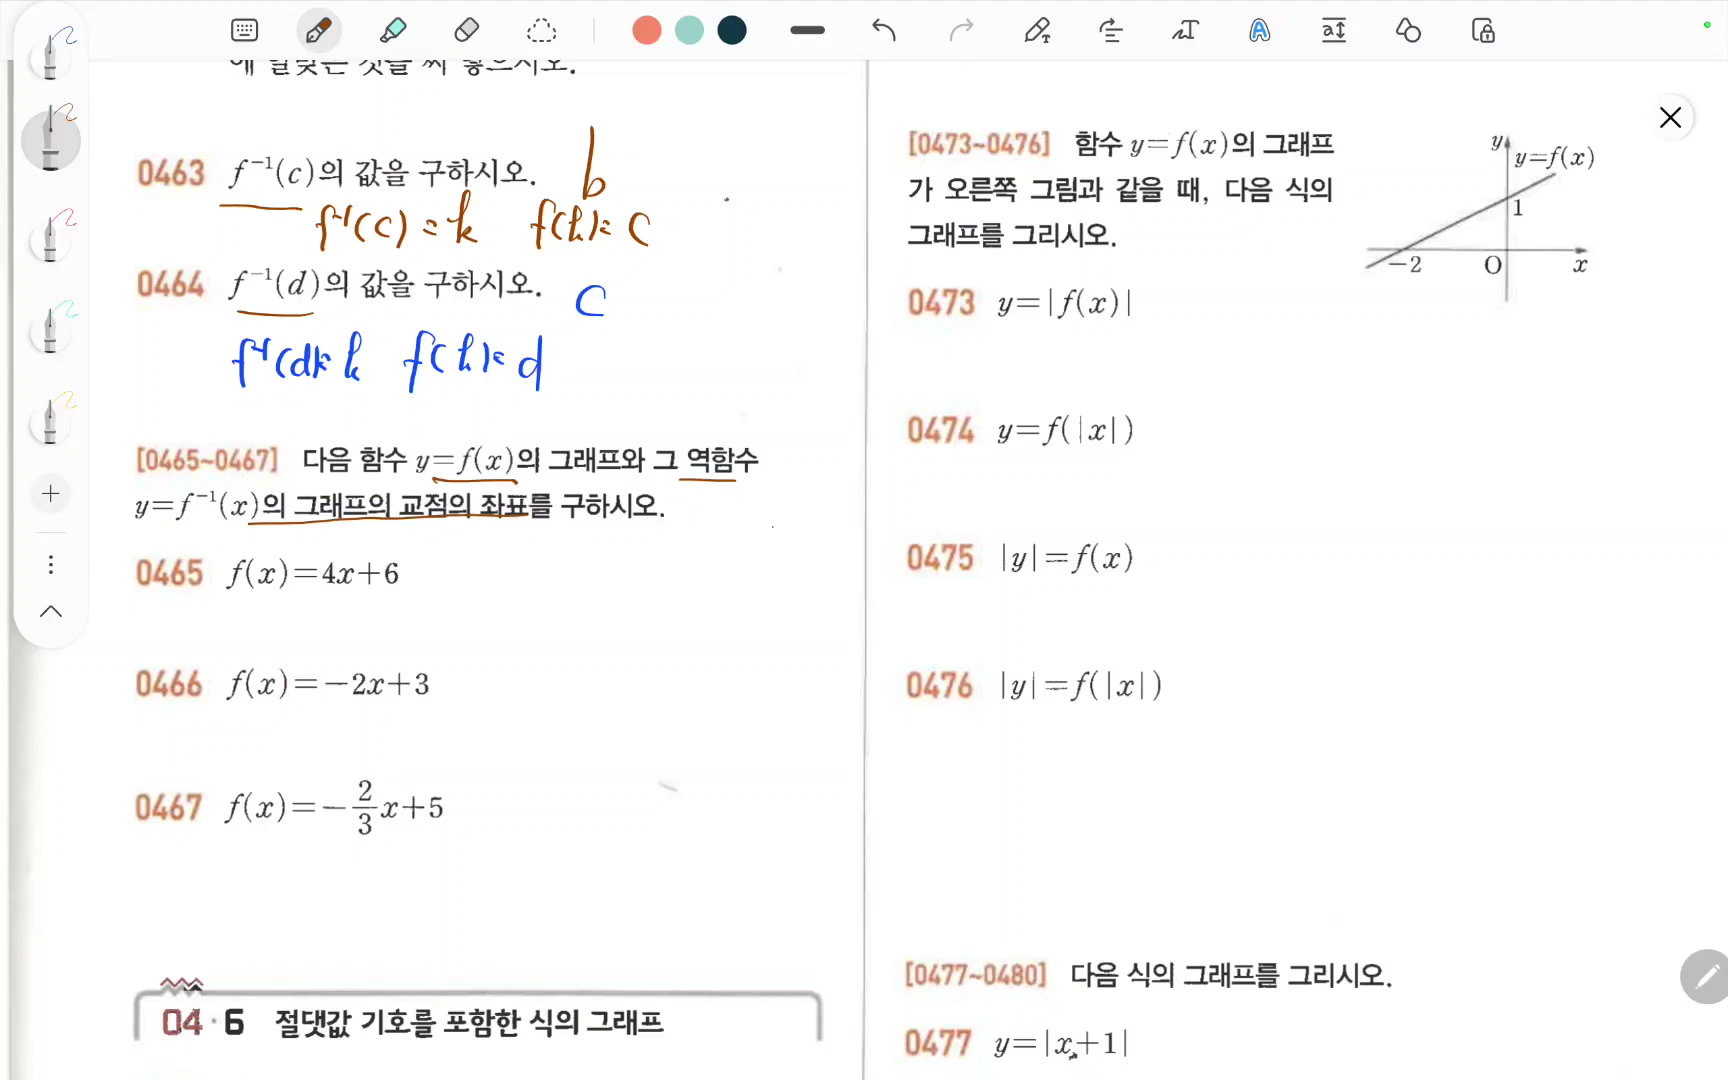 0463 f⁻¹(c)의 값을 구하시오. b
f⁻¹(c) = k f(k) = c
0464 f⁻¹(d)의 값을 구하시오. c
f⁻¹(d) = k f(k) = d
[0465~0467] 다음 함수 y=f(x)의 그래프와 그 역함수
y=f⁻¹(x)의 그래프의 교점의 좌표를 구하시오.
0465 f(x)=4x+6
0466 f(x)=-2x+3
0467 f(x)=-2/3x+5
04·6 절댓값 기호를 포함한 식의 그래프
[0473~0476] 함수 y=f(x)의 그래프
가 오른쪽 그림과 같을 때, 다음 식의
그래프를 그리시오.
y
y=f(x)
1
-2 O x
0473 y=|f(x)|
0474 y=f(|x|)
0475 |y|=f(x)
0476 |y|=f(|x|)
[0477~0480] 다음 식의 그래프를 그리시오.
0477 y=|x+1|